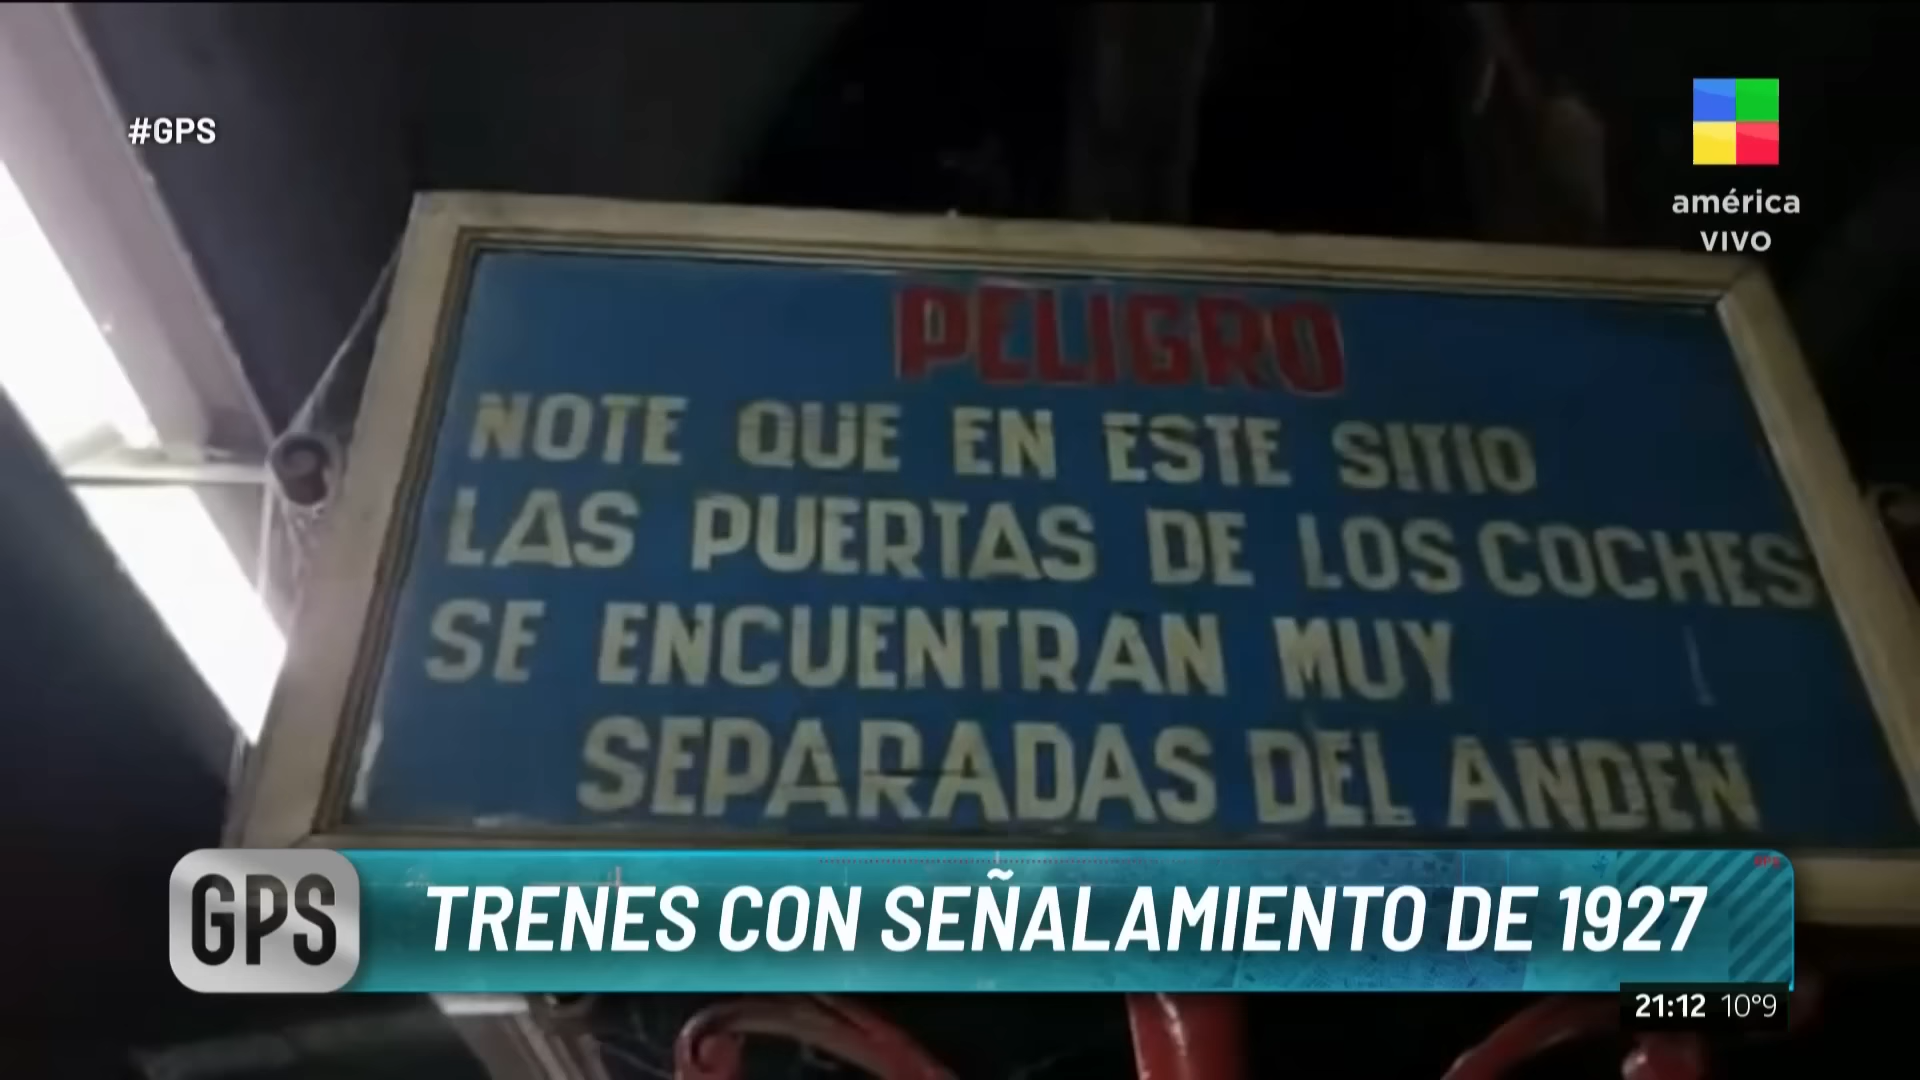 #GPS
américa
VIVO
PELIGRO
NOTE QUE EN ESTE SITIO
LAS PUERTAS DE LOS COCHES
SE ENCUENTRAN MUY
SEPARADAS DEL ANDEN
GPS
TRENES CON SEÑALAMIENTO DE 1927
21:12 10°9